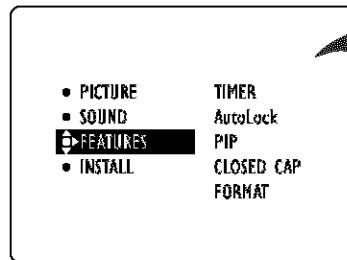 PICTURE
SOUND
FEATURES
INSTALL
TIMER
AutoLock
PIP
CLOSED CAP
FORMAT